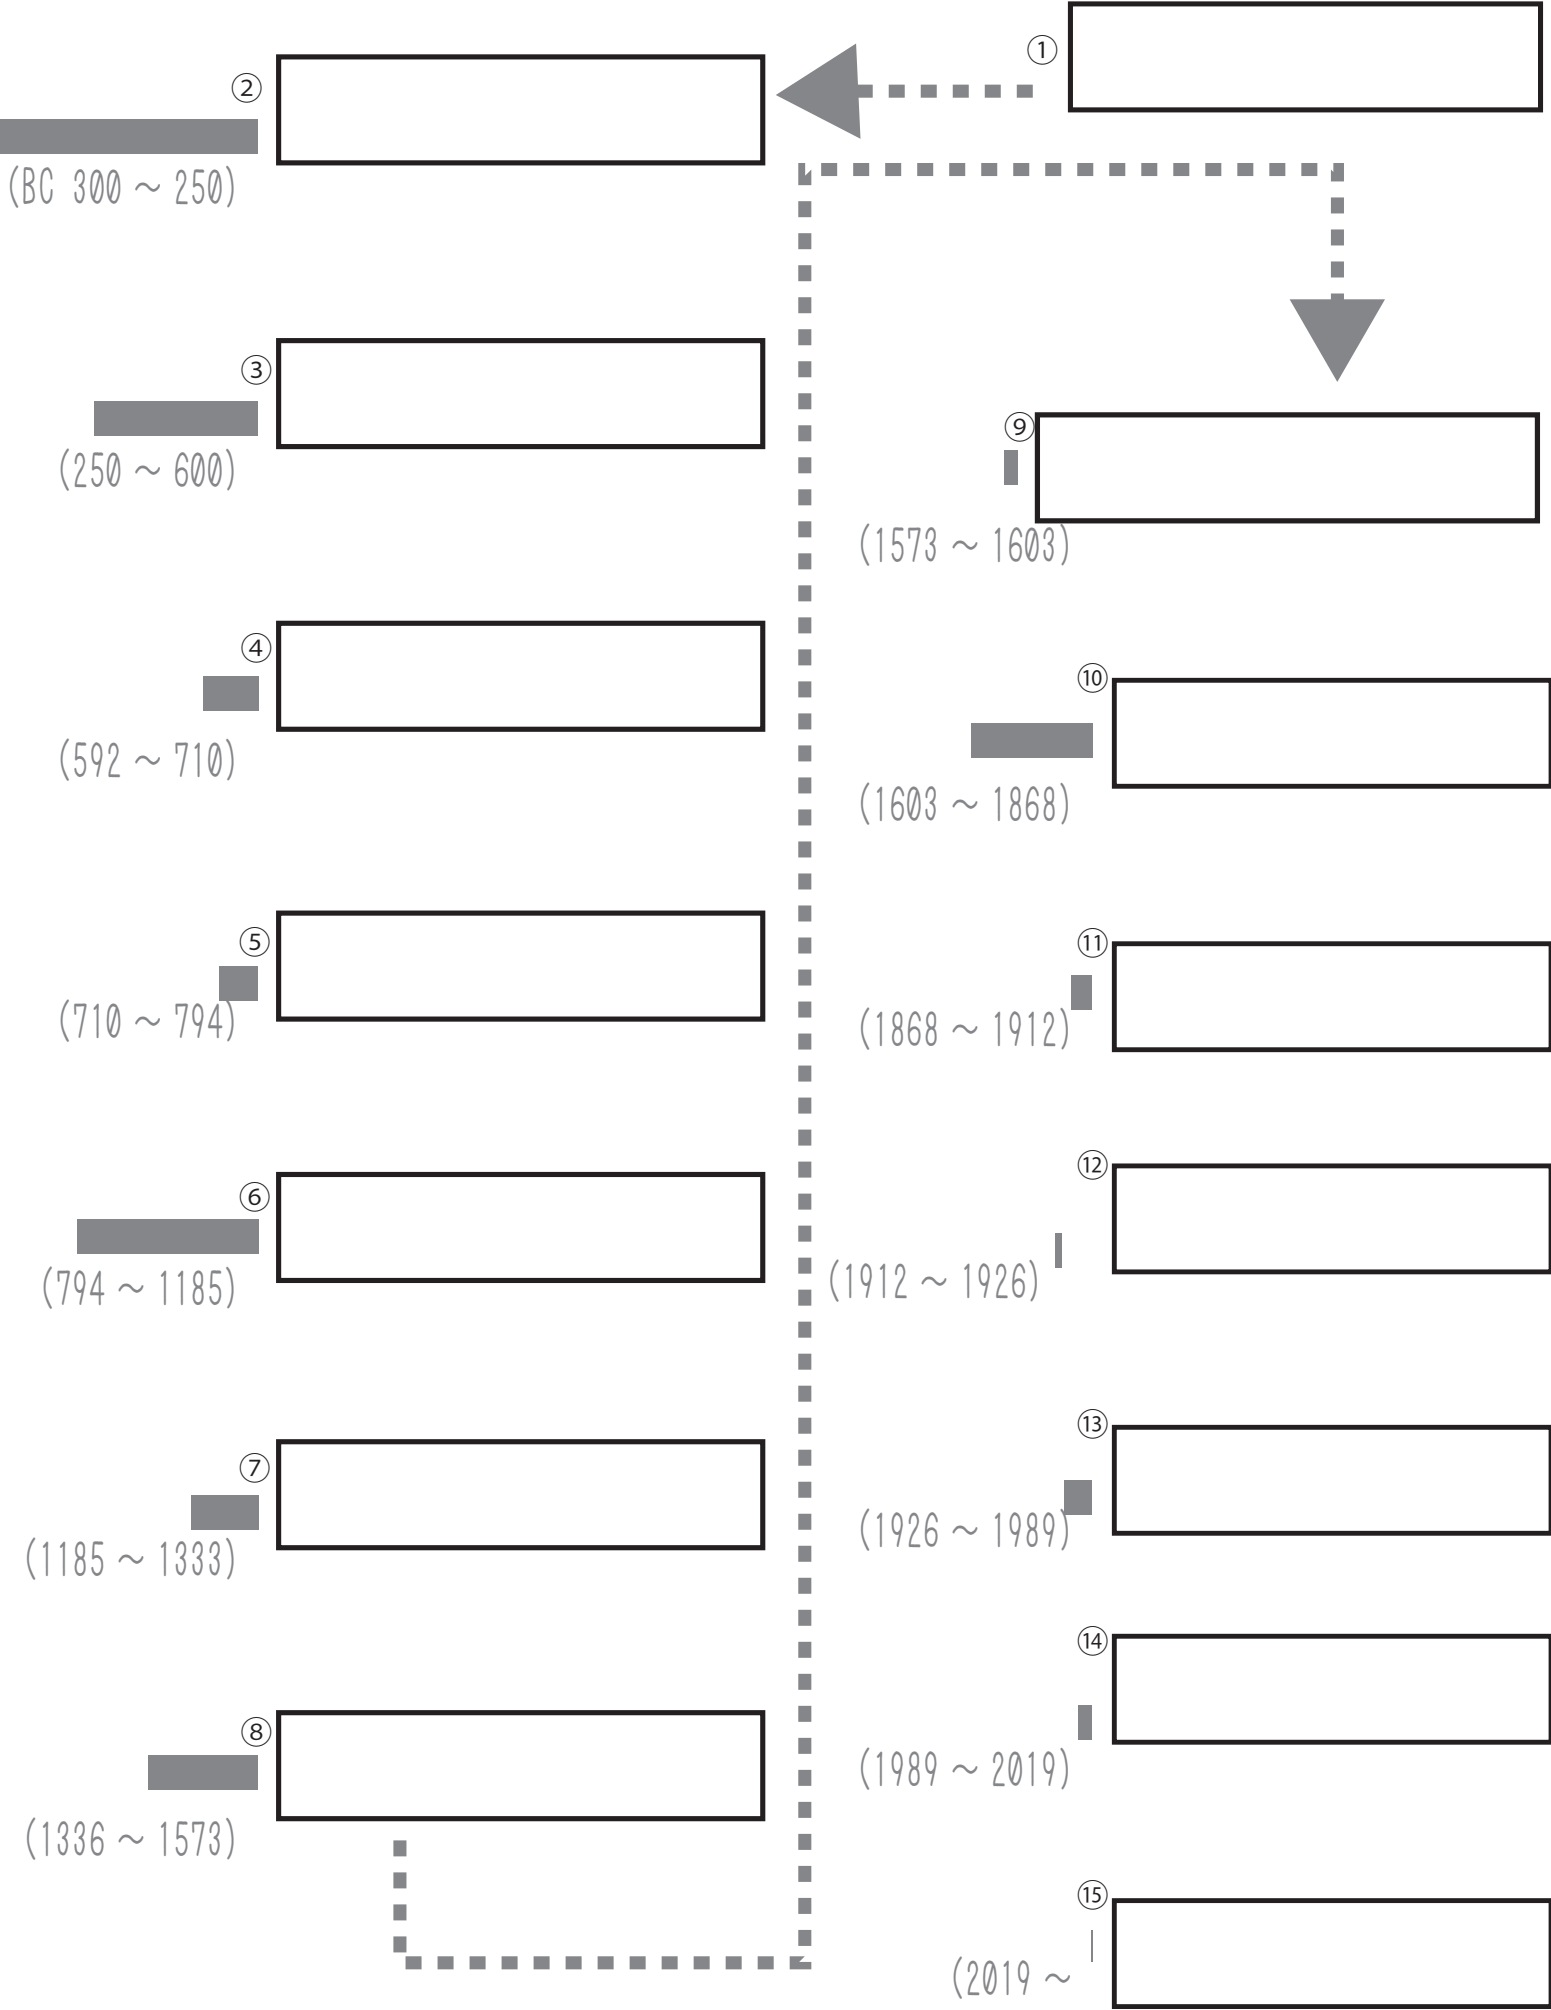 ①
②
(BC 300 ～ 250)
③
(250 ～ 600)
④
(592 ～ 710)
⑤
(710 ～ 794)
⑥
(794 ～ 1185)
⑦
(1185 ～ 1333)
⑧
(1336 ～ 1573)
⑨
(1573 ～ 1603)
⑩
(1603 ～ 1868)
⑪
(1868 ～ 1912)
⑫
(1912 ～ 1926)
⑬
(1926 ～ 1989)
⑭
(1989 ～ 2019)
⑮
(2019 ～